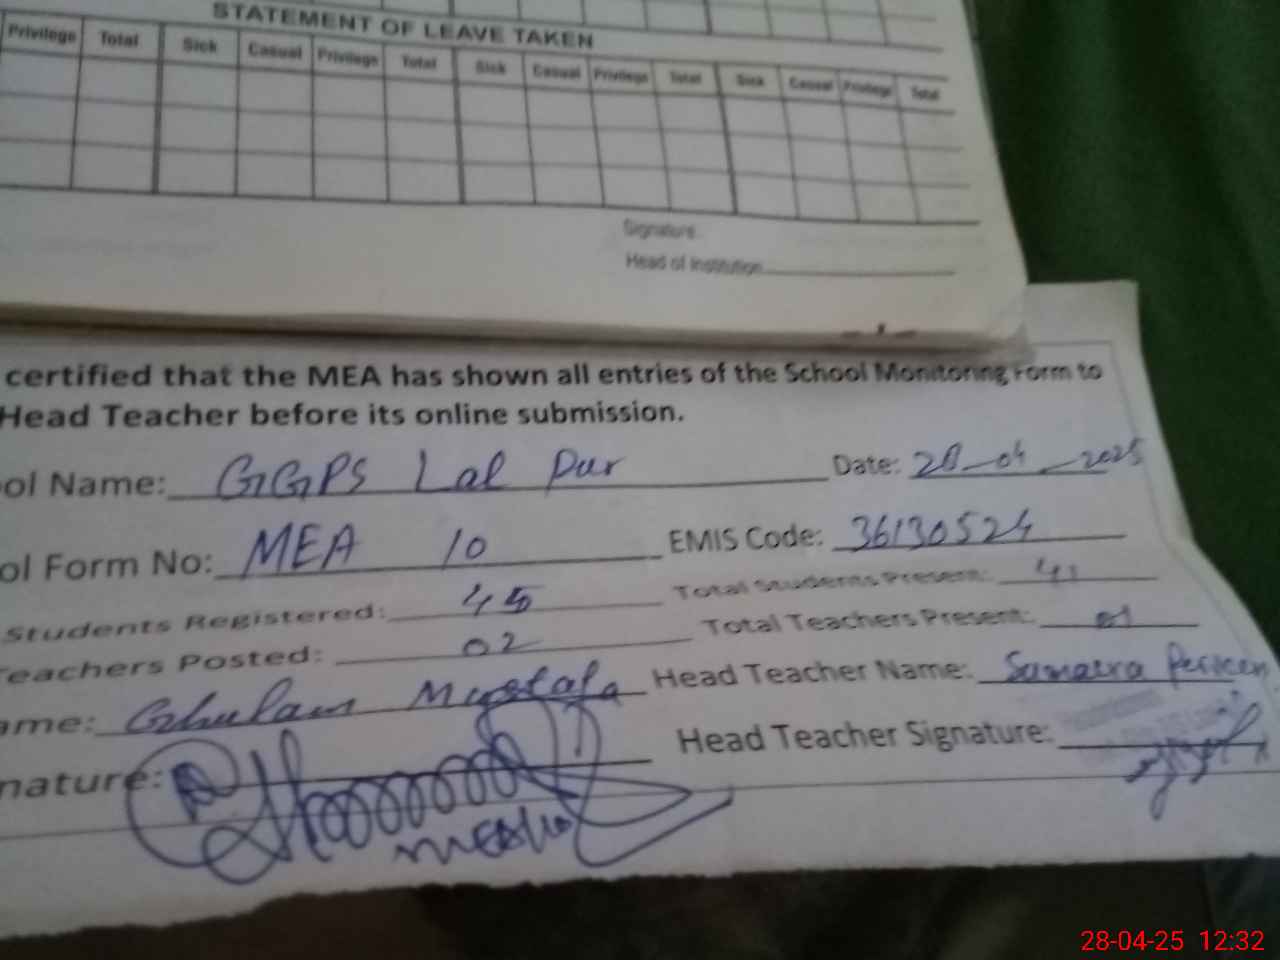 STATEMENT OF LEAVE TAKEN
Privilege Total Sick Casual Privilege Total Sick Casual Privilege Total Sick Casual Privilege Total
Signature
Head of Institution
certified that the MEA has shown all entries of the School Monitoring Form to
Head Teacher before its online submission.
ol Name: GGPS Lal Pur Date: 28-04-2025
ol Form No: MEA 10 EMIS Code: 36130524
Students Registered: 45 Total Students Present: 41
Teachers Posted: 02 Total Teachers Present: 01
ame: Ghulam Mustafa Head Teacher Name: Samaira Perveen
nature: Head Teacher Signature:
28-04-25 12:32